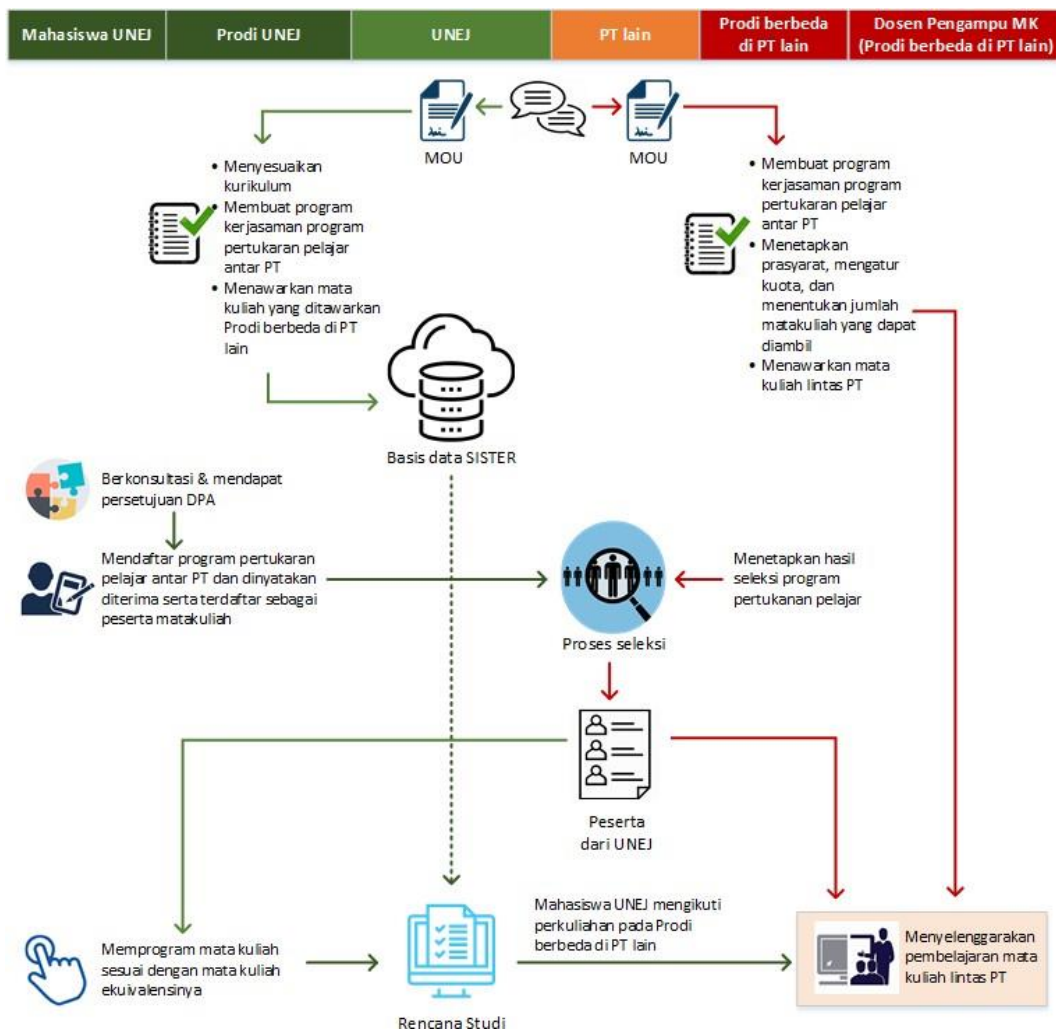 Mahasiswa UNEJ
Prodi UNEJ
UNEJ
PT lain
Prodi berbeda
di PT lain
Dosen Pengampu MK
(Prodi berbeda di PT lain)
MOU
MOU
• Menyesuaikan
kurikulum
• Membuat program
kerjasaman program
pertukaran pelajar
antar PT
• Menawarkan mata
kuliah yang ditawarkan
Prodi berbeda di PT
lain
• Membuat program
kerjasaman program
pertukaran pelajar
antar PT
• Menetapkan
prasyarat, mengatur
kuota, dan
menentukan jumlah
matakuliah yang dapat
diambil
• Menawarkan mata
kuliah lintas PT
Basis data SISTER
Berkonsultasi & mendapat
persetujuan DPA
Mendaftar program pertukaran
pelajar antar PT dan dinyatakan
diterima serta terdaftar sebagai
peserta matakuliah
Proses seleksi
Menetapkan hasil
seleksi program
pertukanan pelajar
Peserta
dari UNEJ
Memprogram mata kuliah
sesuai dengan mata kuliah
ekuivalensinya
Rencana Studi
Mahasiswa UNEJ mengikuti
perkuliahan pada Prodi
berbeda di PT lain
Menyelenggarakan
pembelajaran mata
kuliah lintas PT